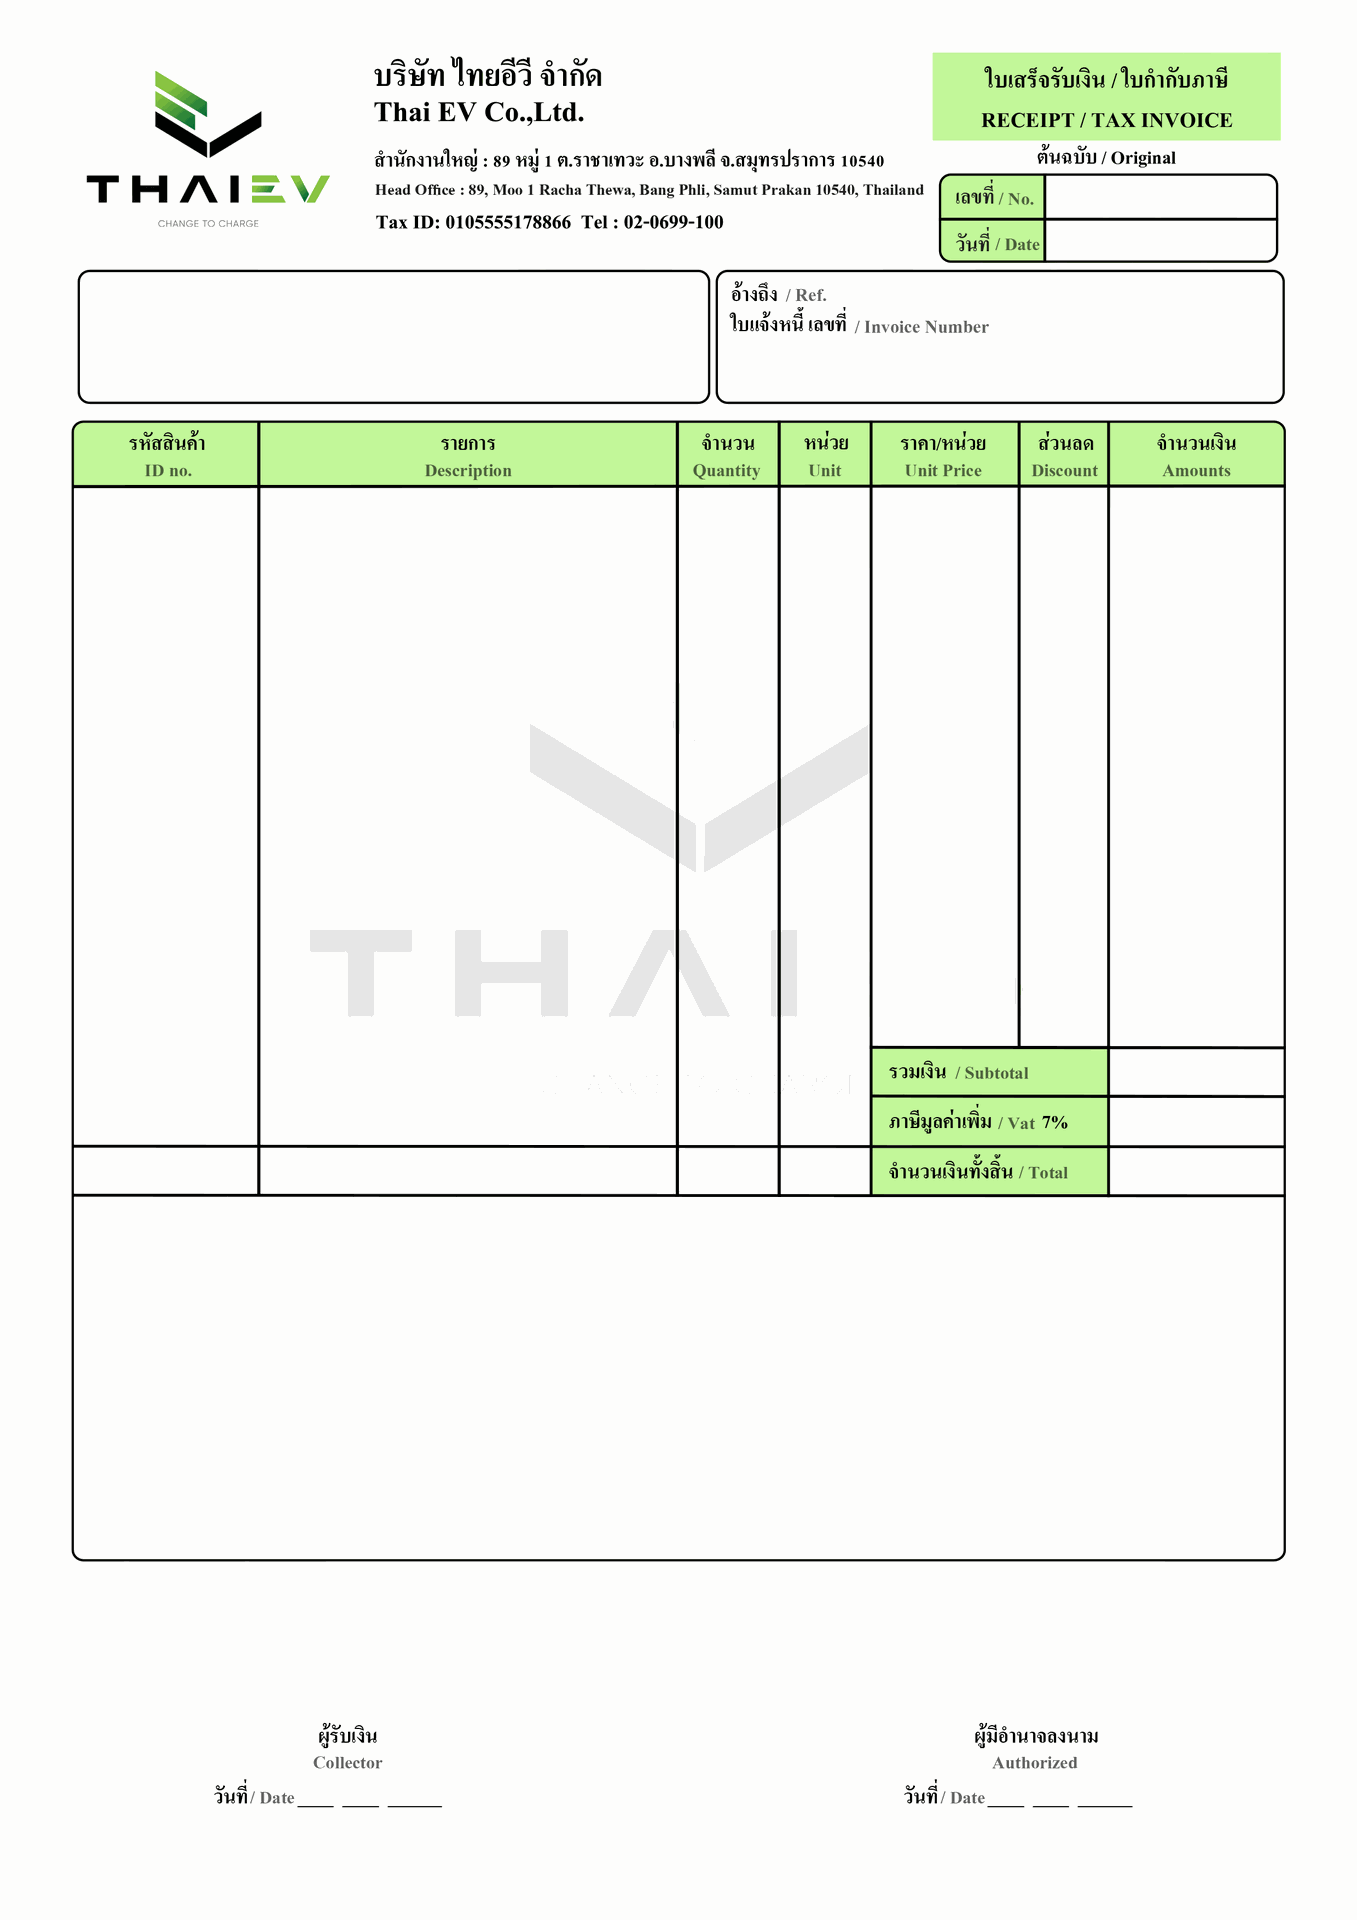 THAIEV
CHANGE TO CHARGE
บริษัท ไทยอีวี จำกัด
Thai EV Co.,Ltd.
สำนักงานใหญ่ : 89 หมู่ 1 ต.ราชาเทวะ อ.บางพลี จ.สมุทรปราการ 10540
Head Office : 89, Moo 1 Racha Thewa, Bang Phli, Samut Prakan 10540, Thailand
Tax ID: 0105555178866 Tel : 02-0699-100
ใบเสร็จรับเงิน / ใบกำกับภาษี
RECEIPT / TAX INVOICE
ต้นฉบับ / Original
เลขที่ / No.
วันที่ / Date
อ้างถึง / Ref.
ใบแจ้งหนี้ เลขที่ / Invoice Number
รหัสสินค้า รายการ จำนวน หน่วย ราคา/หน่วย ส่วนลด จำนวนเงิน
ID no. Description Quantity Unit Unit Price Discount Amounts
THAI
รวมเงิน / Subtotal
ภาษีมูลค่าเพิ่ม / Vat 7%
จำนวนเงินทั้งสิ้น / Total
ผู้รับเงิน
Collector
วันที่ / Date ____ ____ ______
ผู้มีอำนาจลงนาม
Authorized
วันที่ / Date ____ ____ ______